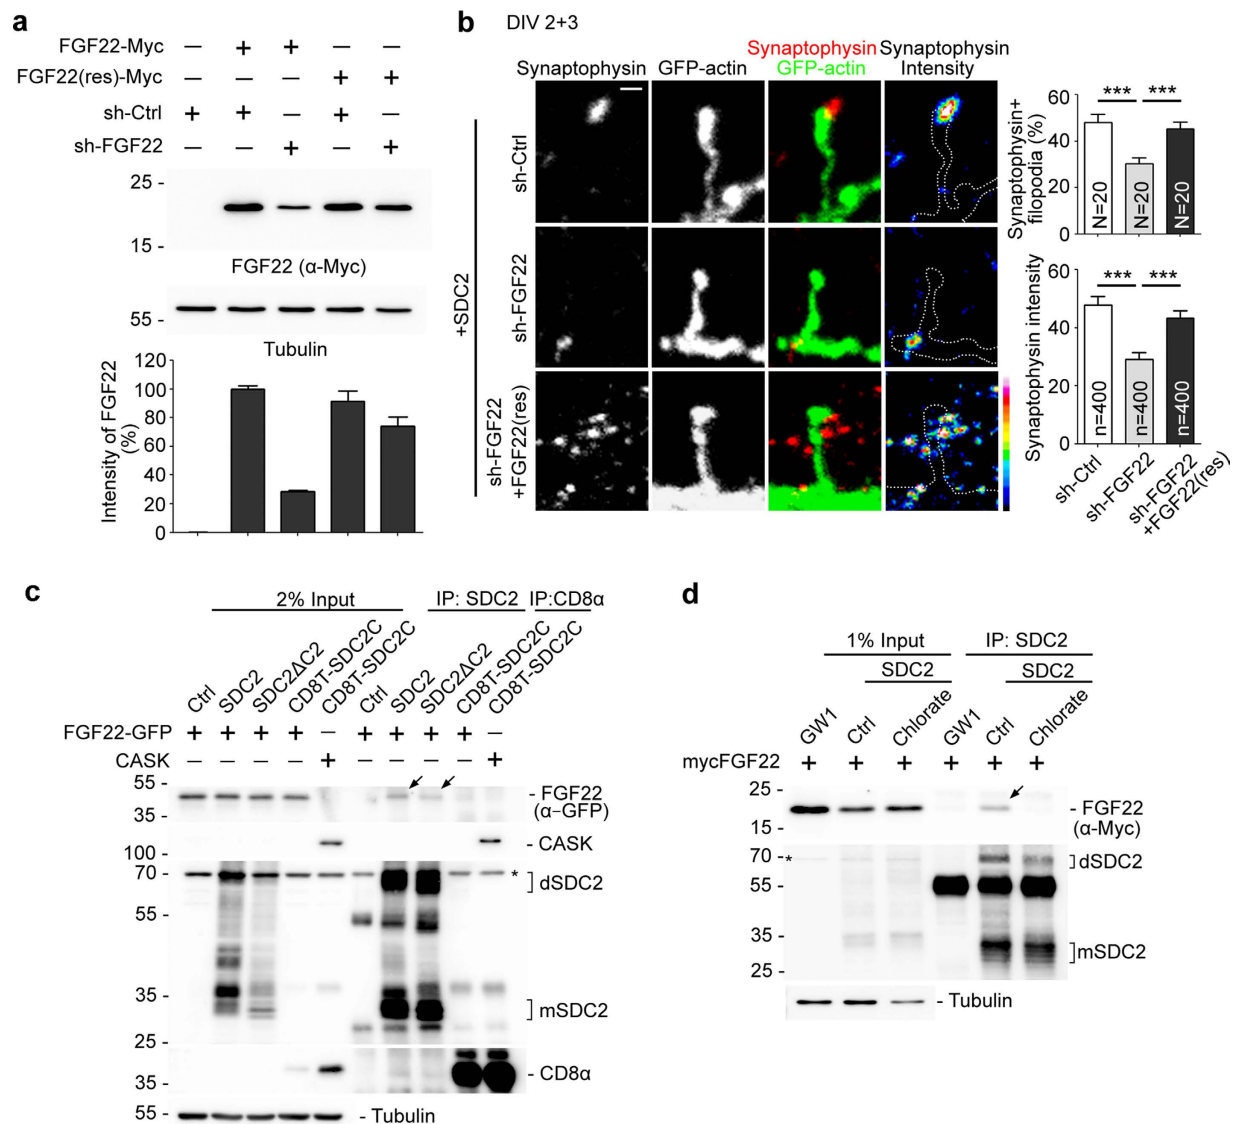 a
FGF22-Myc — + + — —
FGF22(res)-Myc — — — + +
sh-Ctrl + + — + —
sh-FGF22 — — + — +
25 -
15 -
FGF22 (α-Myc)
55 -
Tubulin
Intensity of FGF22
(%)
120
100
80
60
40
20
0
b
DIV 2+3
Synaptophysin
GFP-actin
Synaptophysin
GFP-actin
Synaptophysin
Intensity
+SDC2
sh-Ctrl
sh-FGF22
sh-FGF22
+FGF22(res)
Synaptophysin+
filopodia (%)
60
40
20
0
*** ***
N=20
N=20
N=20
Synaptophysin intensity
60
40
20
0
*** ***
n=400
n=400
n=400
sh-Ctrl
sh-FGF22
sh-FGF22
+FGF22(res)
c
2% Input
IP: SDC2
IP:CD8α
Ctrl
SDC2
SDC2ΔC2
CD8T-SDC2C
CD8T-SDC2C
Ctrl
SDC2
SDC2ΔC2
CD8T-SDC2C
CD8T-SDC2C
FGF22-GFP + + + + — + + + + —
CASK — — — — + — — — — +
55 -
35 -
- FGF22
(α-GFP)
100 -
- CASK
70 -
*
dSDC2
55 -
35 -
mSDC2
25 -
35 -
- CD8α
55 -
- Tubulin
d
1% Input
IP: SDC2
SDC2
SDC2
GW1
Ctrl
Chlorate
GW1
Ctrl
Chlorate
mycFGF22 + + + + + +
25 -
15 -
- FGF22
(α-Myc)
70 -
*
dSDC2
55 -
35 -
mSDC2
25 -
- Tubulin